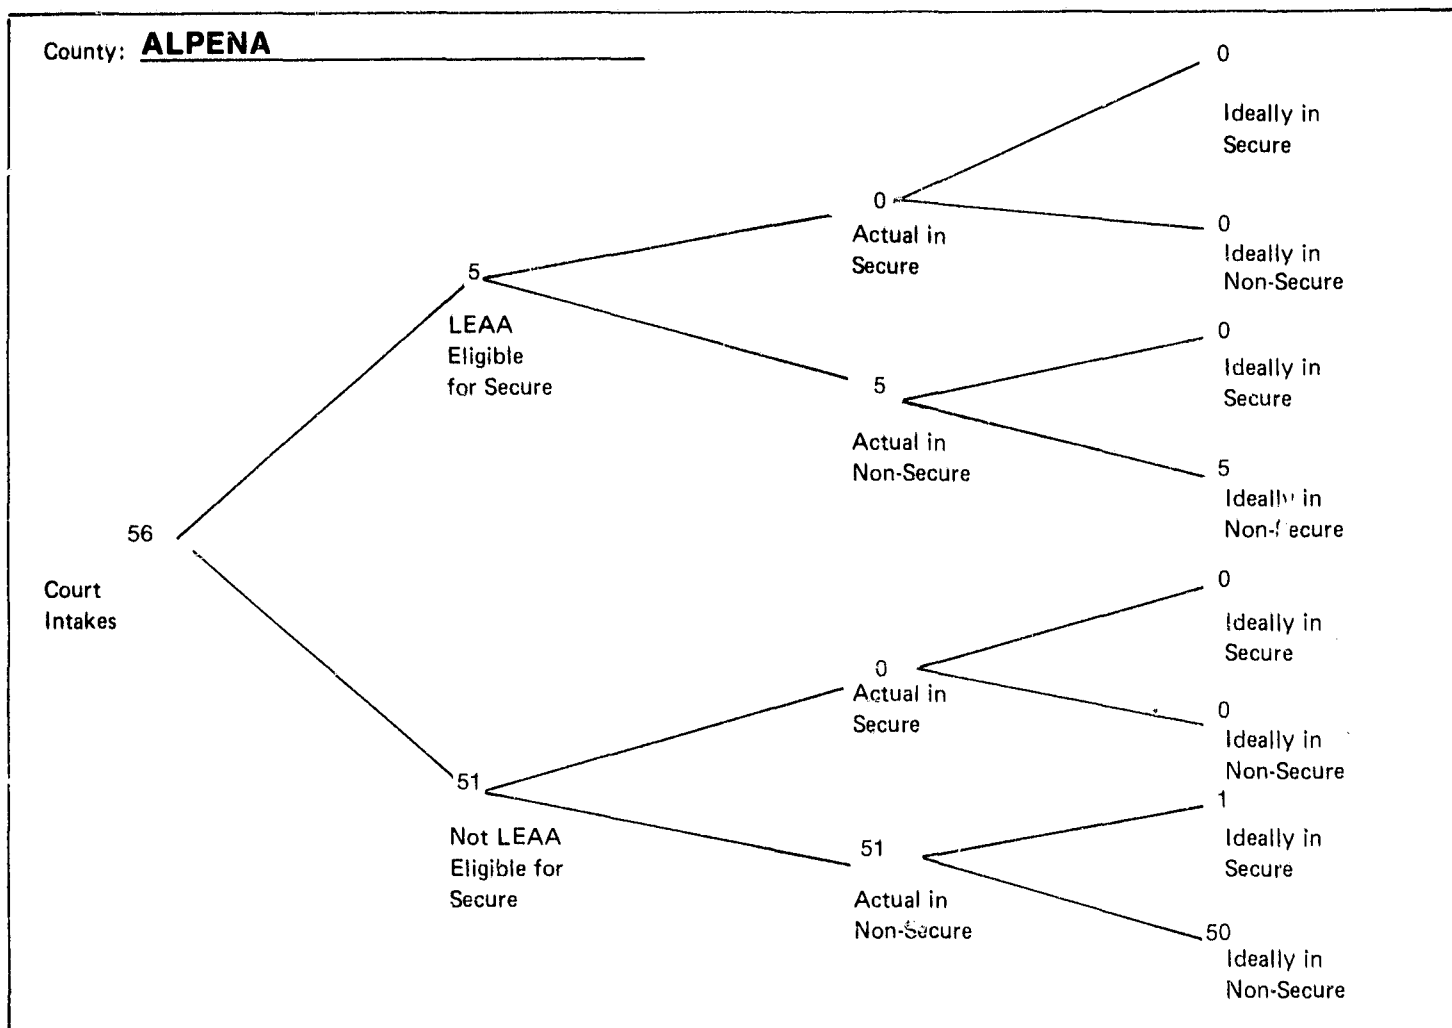 County: ALPENA
0
Ideally in
Secure
0
Actual in
Secure
0
Ideally in
Non-Secure
5
LEAA
Eligible
for Secure
0
Ideally in
Secure
5
Actual in
Non-Secure
5
Ideally in
Non-Secure
56
Court
Intakes
0
Ideally in
Secure
0
Actual in
Secure
0
Ideally in
Non-Secure
51
Not LEAA
Eligible for
Secure
1
Ideally in
Secure
51
Actual in
Non-Secure
50
Ideally in
Non-Secure